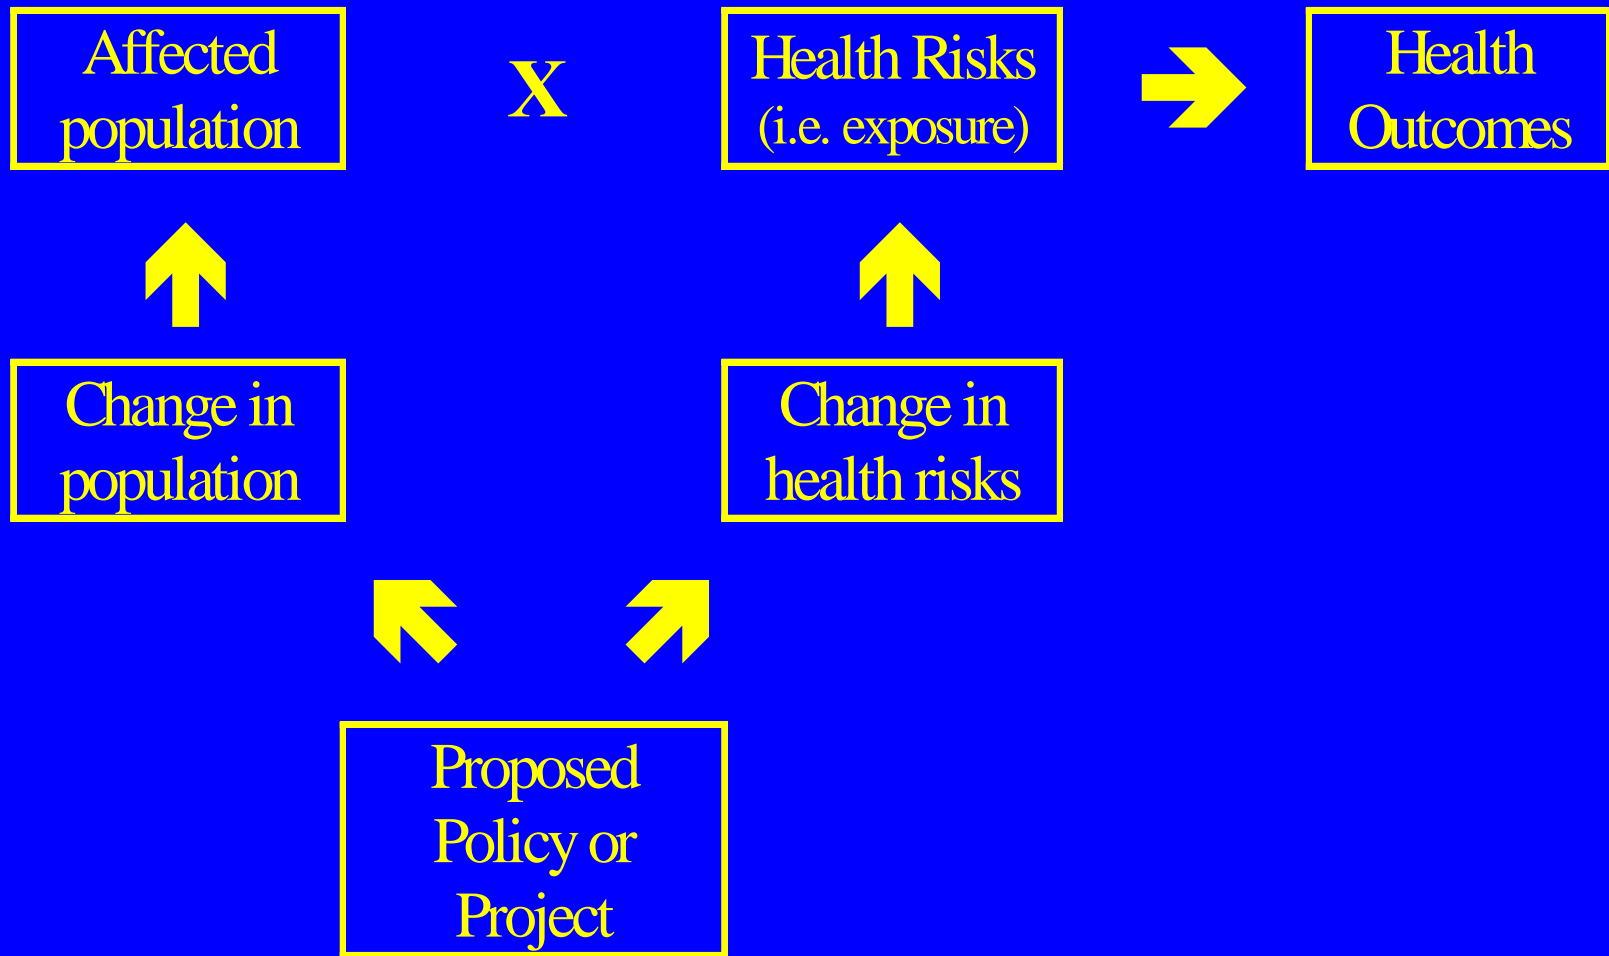 Affected
population
X
Health Risks
(i.e. exposure)
Health
Outcomes
Change in
population
Change in
health risks
Proposed
Policy or
Project